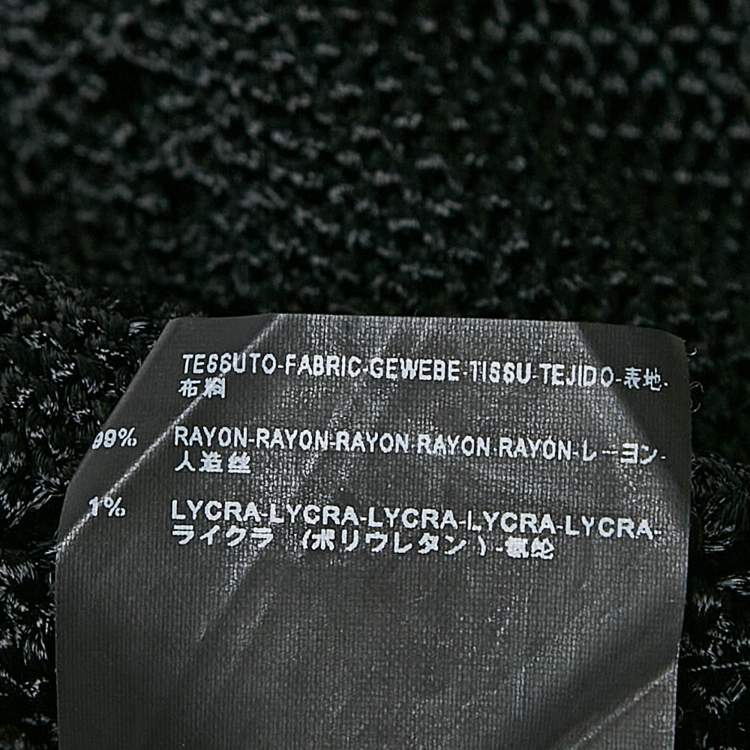 TESSUTO-FABRIC-GEWEBE-TISSU-TEJIDO-表地-
布料
99% RAYON-RAYON-RAYON RAYON RAYON-レーヨン-
人造丝
1% LYCRA-LYCRA-LYCRA-LYCRA-LYCRA-
ライクラ (ポリウレタン)-氨纶